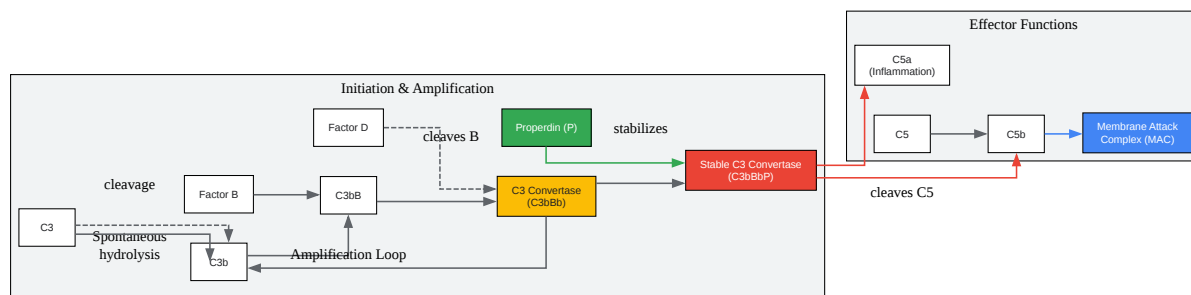 Effector Functions
C5a
(Inflammation)
Initiation & Amplification
Factor D
cleaves B
Properdin (P)
stabilizes
C5
C5b
Membrane Attack
Complex (MAC)
Stable C3 Convertase
(C3bBbP)
cleaves C5
cleavage
Factor B
C3bB
C3 Convertase
(C3bBb)
C3
Spontaneous
hydrolysis
C3b
Amplification Loop